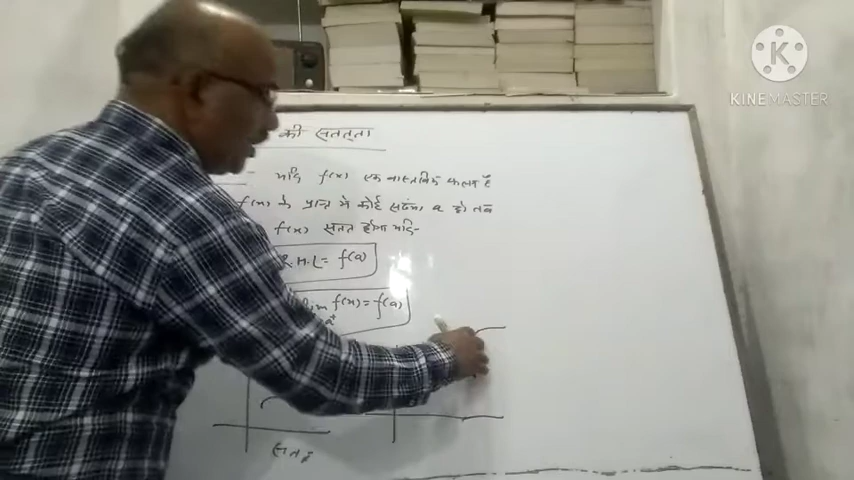 की सततता
यदि f(x) एक वास्तविक फलन है
f(x) के प्रान्त में कोई संख्या a हो तब
f(x) सतत होगा यदि-
R.H.L = f(a)
lim f(x) = f(a)
सतत
K
KINEMASTER